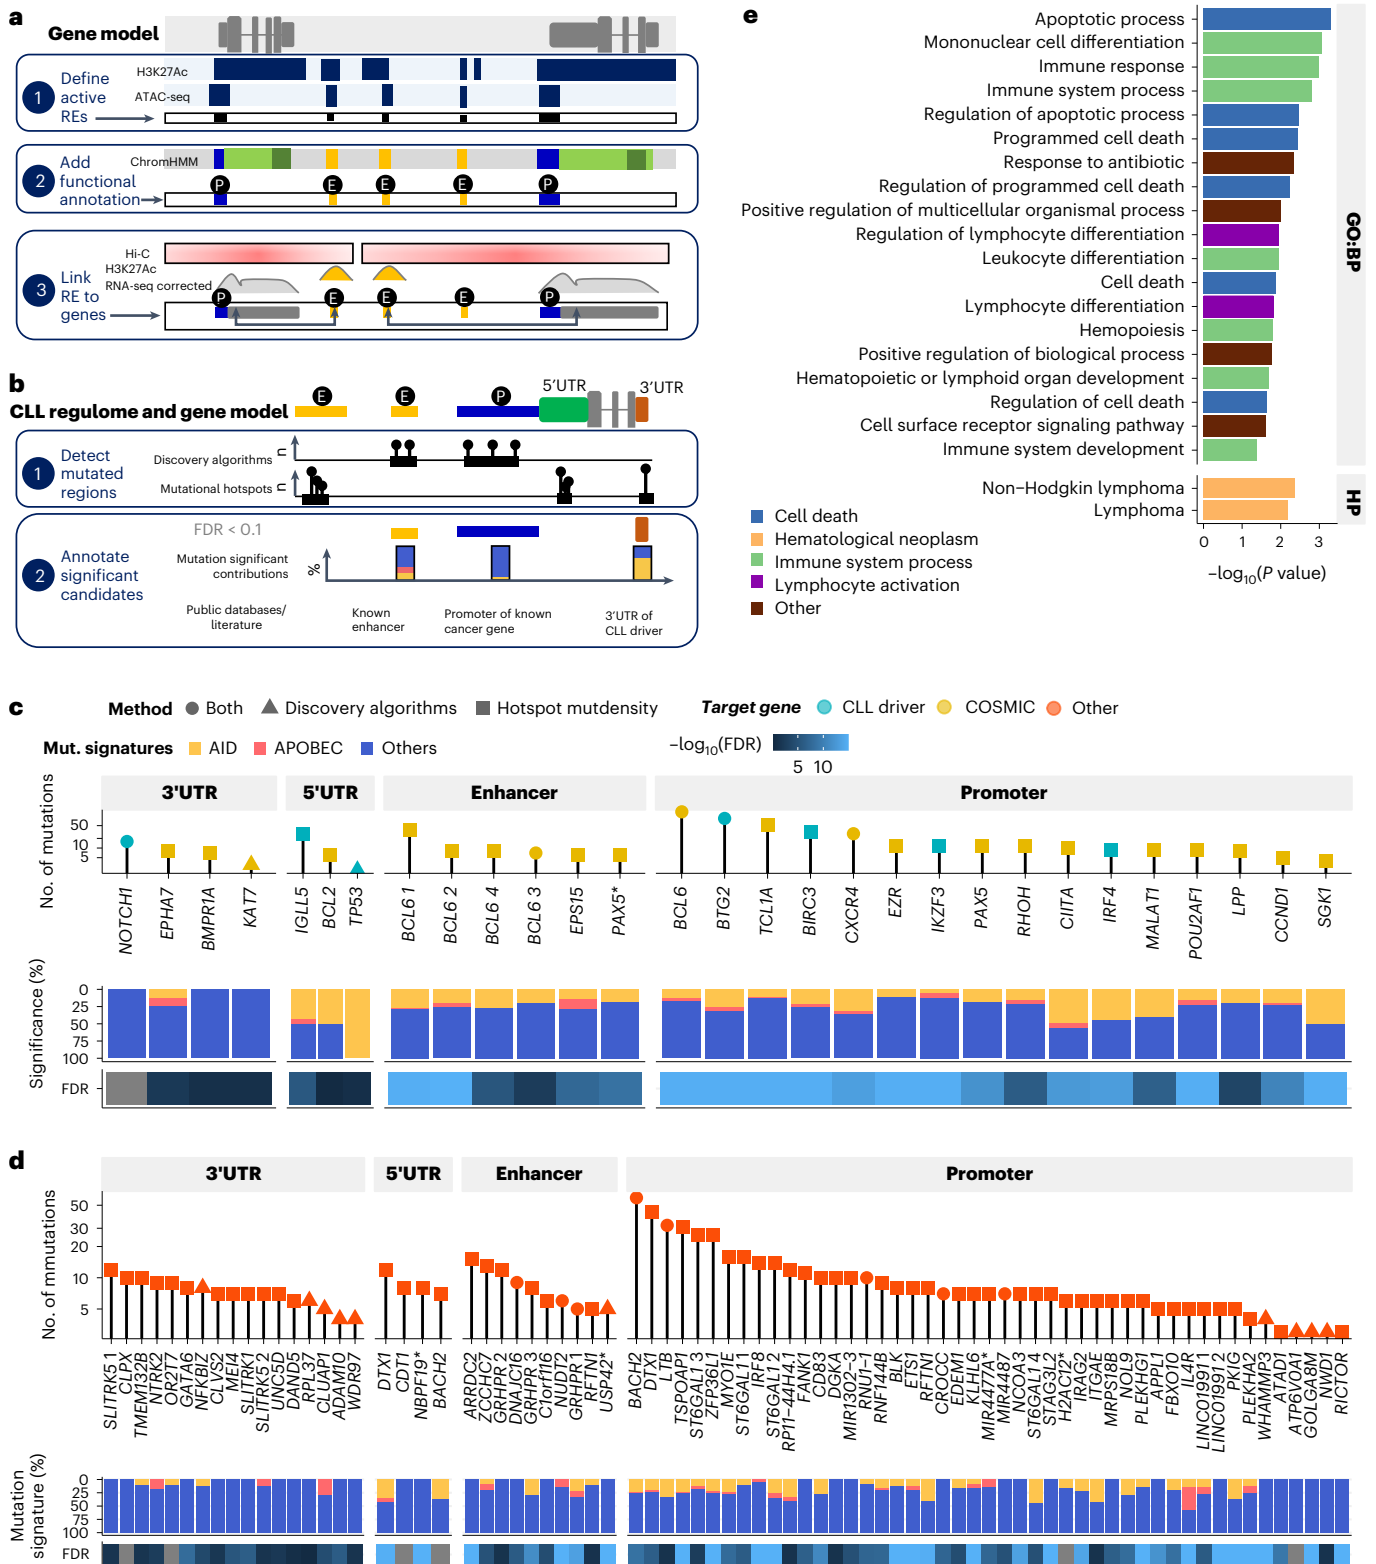 a
Gene model
1
Define
active
REs
H3K27Ac
ATAC-seq
2
Add
functional
annotation
ChromHMM
P E E E P
3
Link
RE to
genes
Hi-C
H3K27Ac
RNA-seq corrected
P E E E P
b
CLL regulome and gene model
E E P
5′UTR
3′UTR
1
Detect
mutated
regions
Discovery algorithms
n
Mutational hotspots
n
2
Annotate
significant
candidates
FDR < 0.1
Mutation significant
contributions
%
Public databases/
literature
Known
enhancer
Promoter of known
cancer gene
3′UTR of
CLL driver
e
Apoptotic process
Mononuclear cell differentiation
Immune response
Immune system process
Regulation of apoptotic process
Programmed cell death
Response to antibiotic
Regulation of programmed cell death
Positive regulation of multicellular organismal process
Regulation of lymphocyte differentiation
Leukocyte differentiation
Cell death
Lymphocyte differentiation
Hemopoiesis
Positive regulation of biological process
Hematopoietic or lymphoid organ development
Regulation of cell death
Cell surface receptor signaling pathway
Immune system development
GO:BP
Non−Hodgkin lymphoma
Lymphoma
HP
0 1 2 3
−log10(P value)
Cell death
Hematological neoplasm
Immune system process
Lymphocyte activation
Other
c
Method Both Discovery algorithms Hotspot mutdensity
Target gene CLL driver COSMIC Other
Mut. signatures AID APOBEC Others
−log10(FDR)
5 10
3'UTR 5'UTR Enhancer Promoter
No. of mutations
50
10
5
NOTCH1 EPHA7 BMPR1A KAT7
IGLL5 BCL2 TP53
BCL6 1 BCL6 2 BCL6 4 BCL6 3 EPS15 PAX5*
BCL6 BTG2 TCL1A BIRC3 CXCR4 EZR IKZF3 PAX5 RHOH CIITA IRF4 MALAT1 POU2AF1 LPP CCND1 SGK1
Significance (%)
0
25
50
75
100
FDR
d
3'UTR 5'UTR Enhancer Promoter
No. of mmutations
50
30
20
10
5
SLITRK5 1 CLPX TMEM132B NTRK2 OR2T7 GATA6 NFKBIZ CLVS2 MEI4 SLITRK1 SLITRK5 2 UNC5D DAND5 RPL37 CLUAP1 ADAM10 WDR97
DTX1 CDT1 NBPF19* BACH2
ARRDC2 ZCCHC7 GRHPR 2 DNAJC16 GRHPR 3 C1orf116 NUDT2 GRHPR 1 RFTN1 USP42*
BACH2 DTX1 LTB TSPOAP1 ST6GAL1 3 ZFP36L1 MYO1E ST6GAL1 1 IRF8 ST6GAL1 2 RP11−44H4.1 FANK1 CD83 DGKA MIR1302−3 RNU1−1 RNF144B BLK ETS1 RFTN1 CROCC EDEM1 KLHL6 MIR4477A* MIR4487 NCOA3 ST6GAL1 4 STAG3L2 H2AC12* IRAG2 ITGAE MRPS18B NOL9 PLEKHG1 APPL1 FBXO10 IL4R LINC01991 1 LINC01991 2 PKIG PLEKHA2 WHAMMP3 ATAD1 ATP6V0A1 GOLGA8M NWD1 RICTOR
Mutation
signature (%)
0
25
50
100
FDR